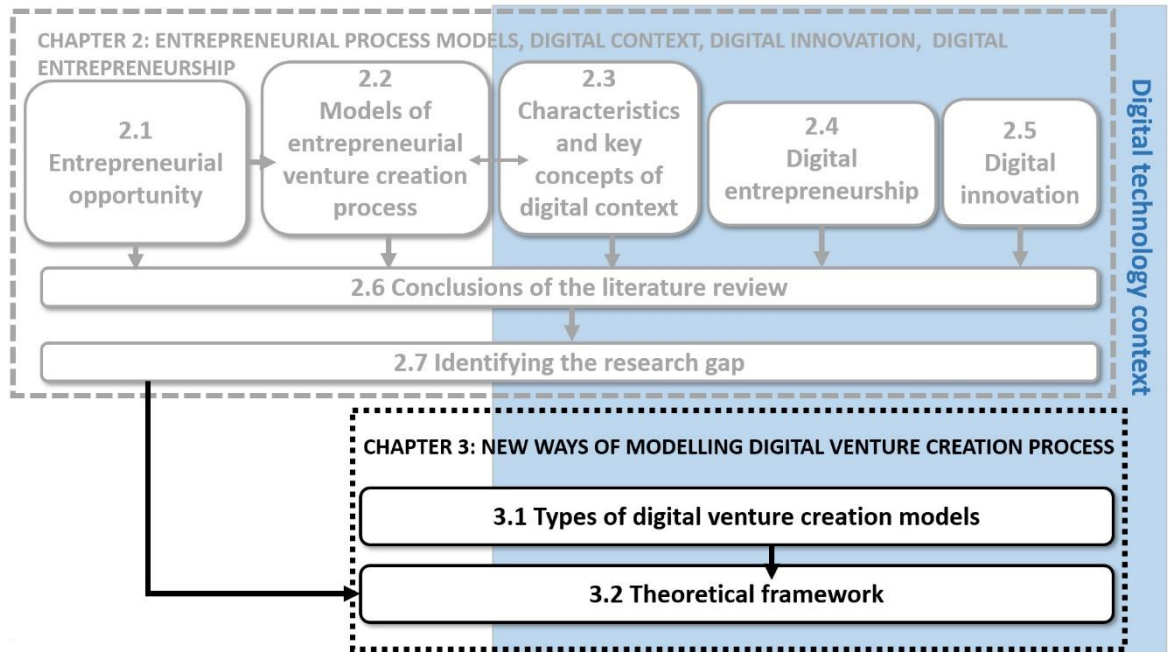 CHAPTER 2: ENTREPRENEURIAL PROCESS MODELS, DIGITAL CONTEXT, DIGITAL INNOVATION, DIGITAL
ENTREPRENEURSHIP
2.1
Entrepreneurial
opportunity
2.2
Models of
entrepreneurial
venture creation
process
2.3
Characteristics
and key
concepts of
digital context
2.4
Digital
entrepreneurship
2.5
Digital
innovation
2.6 Conclusions of the literature review
2.7 Identifying the research gap
Digital technology context
CHAPTER 3: NEW WAYS OF MODELLING DIGITAL VENTURE CREATION PROCESS
3.1 Types of digital venture creation models
3.2 Theoretical framework